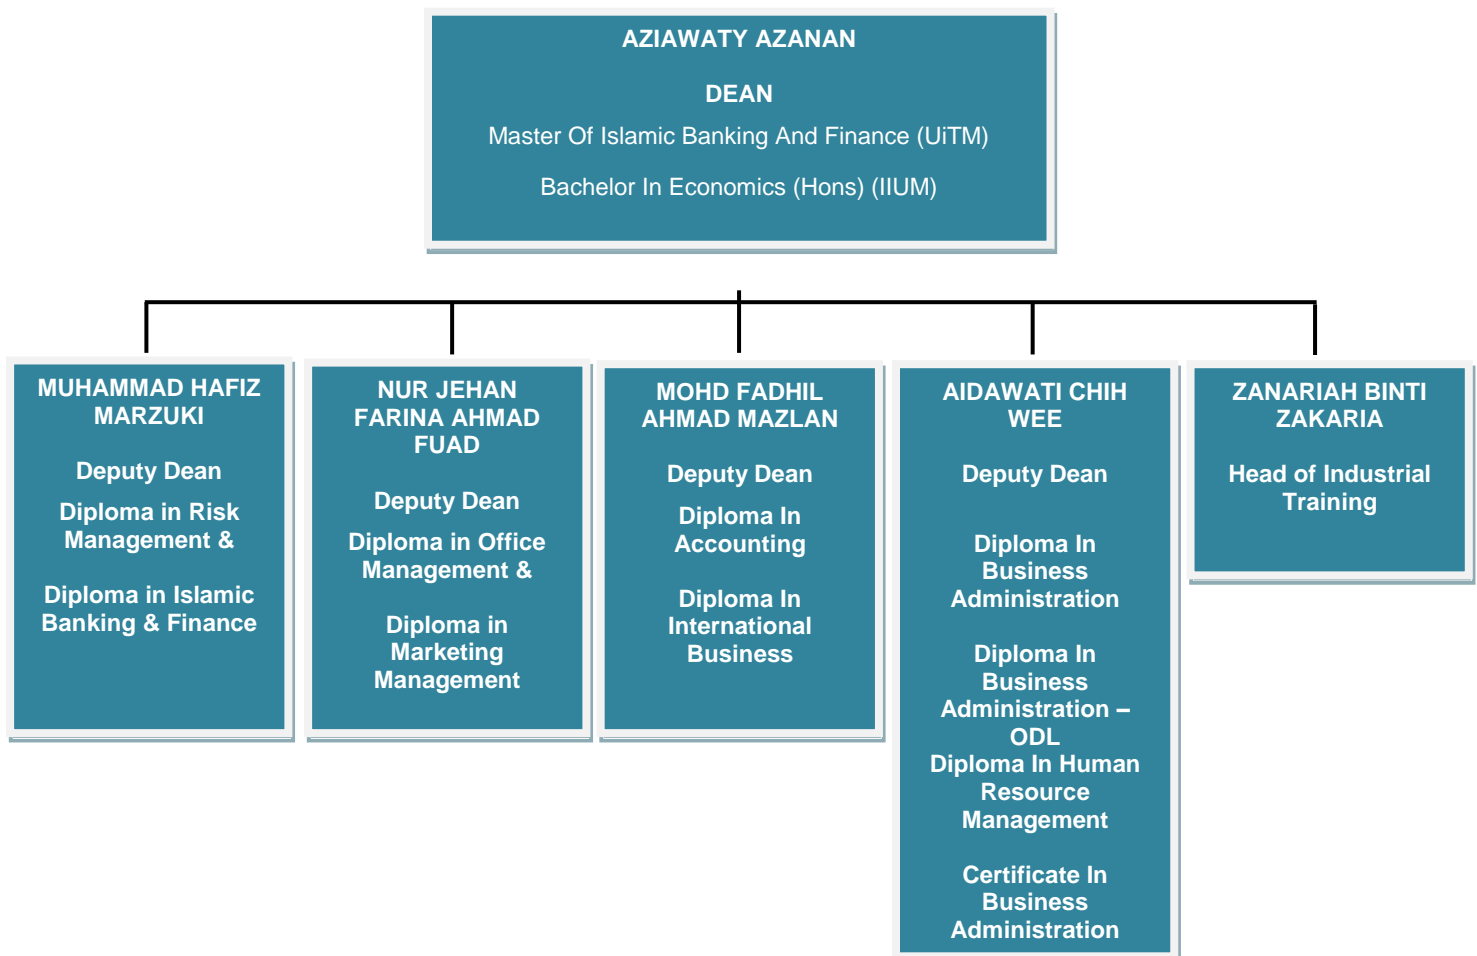 AZIAWATY AZANAN
DEAN
Master Of Islamic Banking And Finance (UiTM)
Bachelor In Economics (Hons) (IIUM)
MUHAMMAD HAFIZ
MARZUKI
Deputy Dean
Diploma in Risk
Management &
Diploma in Islamic
Banking & Finance
NUR JEHAN
FARINA AHMAD
FUAD
Deputy Dean
Diploma in Office
Management &
Diploma in
Marketing
Management
MOHD FADHIL
AHMAD MAZLAN
Deputy Dean
Diploma In
Accounting
Diploma In
International
Business
AIDAWATI CHIH
WEE
Deputy Dean
Diploma In
Business
Administration
Diploma In
Business
Administration –
ODL
Diploma In Human
Resource
Management
Certificate In
Business
Administration
ZANARIAH BINTI
ZAKARIA
Head of Industrial
Training